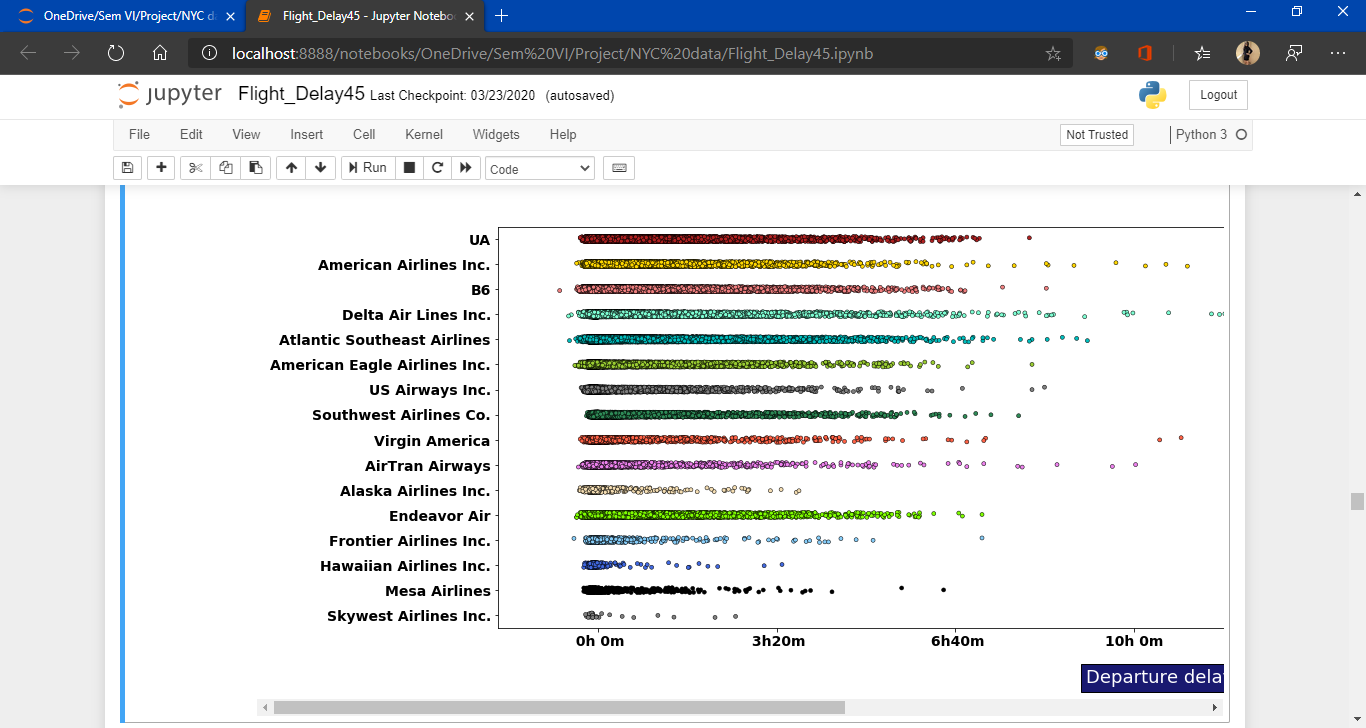 OneDrive/Sem VI/Project/NYC d
Flight_Delay45 - Jupyter Notebo
localhost:8888/notebooks/OneDrive/Sem%20VI/Project/NYC%20data/Flight_Delay45.ipynb
jupyter Flight_Delay45 Last Checkpoint: 03/23/2020 (autosaved)
Logout
File Edit View Insert Cell Kernel Widgets Help
Not Trusted
Python 3
Run
Code
UA
American Airlines Inc.
B6
Delta Air Lines Inc.
Atlantic Southeast Airlines
American Eagle Airlines Inc.
US Airways Inc.
Southwest Airlines Co.
Virgin America
AirTran Airways
Alaska Airlines Inc.
Endeavor Air
Frontier Airlines Inc.
Hawaiian Airlines Inc.
Mesa Airlines
Skywest Airlines Inc.
0h 0m 3h20m 6h40m 10h 0m
Departure dela